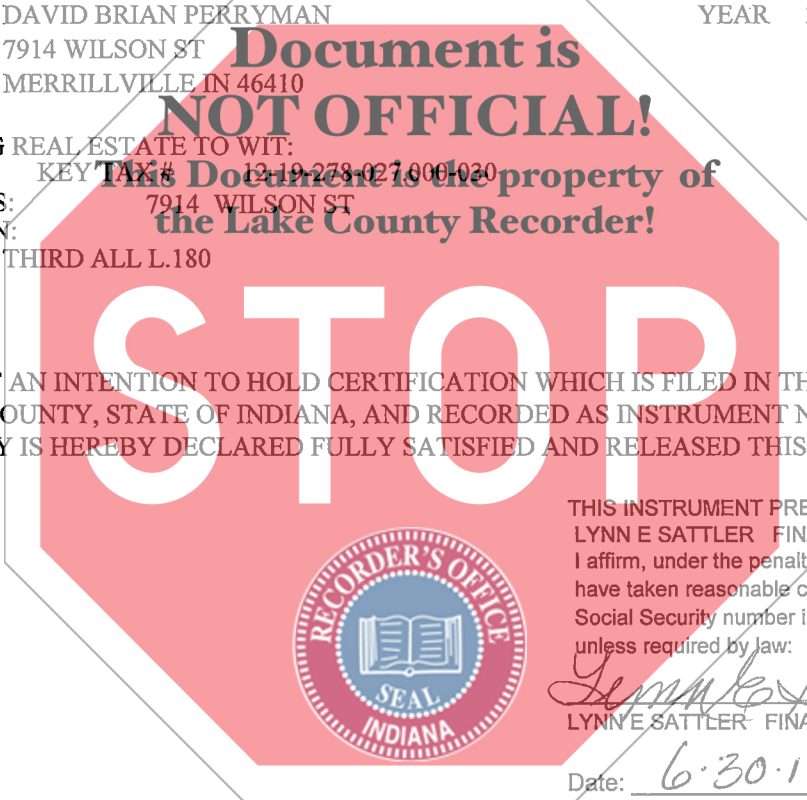 DAVID BRIAN PERRYMAN YEAR
7914 WILSON ST
MERRILLVILLE IN 46410
Document is
NOT OFFICIAL!
REAL ESTATE TO WIT:
KEY TAX # 12-19-278-027.000-030
This Document is the property of
7914 WILSON ST
the Lake County Recorder!
THIRD ALL L.180
STOP
AN INTENTION TO HOLD CERTIFICATION WHICH IS FILED IN TH
OUNTY, STATE OF INDIANA, AND RECORDED AS INSTRUMENT N
Y IS HEREBY DECLARED FULLY SATISFIED AND RELEASED THIS
THIS INSTRUMENT PRE
LYNN E SATTLER FIN
I affirm, under the penalt
have taken reasonable c
Social Security number i
unless required by law:
RECORDER'S OFFICE
SEAL
INDIANA
Lynn E
LYNN E SATTLER FINA
Date: 6.30.1